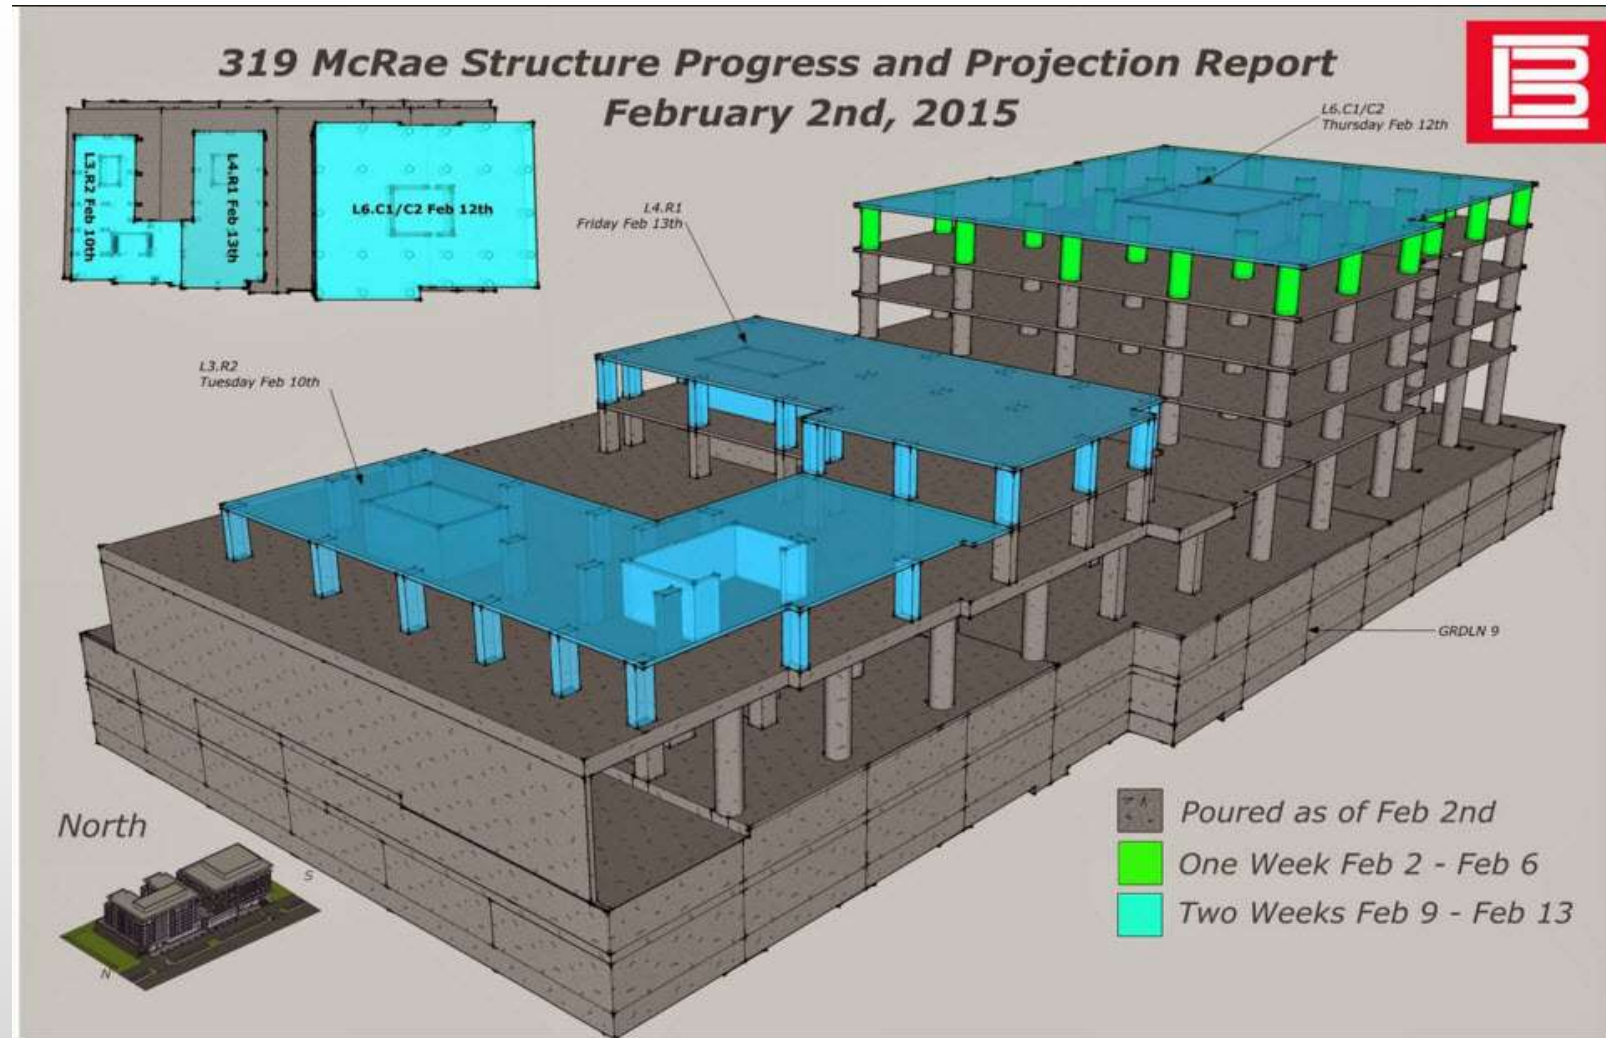 319 McRae Structure Progress and Projection Report
February 2nd, 2015
L6.C1/C2
Thursday Feb 12th
L3.R2 Feb 10th
L4.R1 Feb 13th
L6.C1/C2 Feb 12th
L4.R1
Friday Feb 13th
L3.R2
Tuesday Feb 10th
GRDLN 9
Poured as of Feb 2nd
One Week Feb 2 - Feb 6
Two Weeks Feb 9 - Feb 13
North
S
N